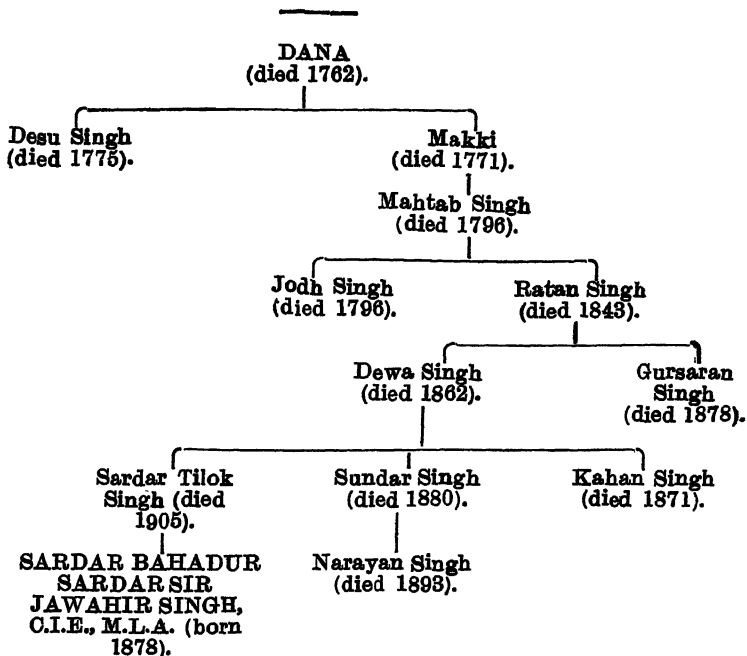 DANA
(died 1762).
Desu Singh
(died 1775).
Makki
(died 1771).
Mahtab Singh
(died 1796).
Jodh Singh
(died 1796).
Ratan Singh
(died 1843).
Dewa Singh
(died 1862).
Gursaran
Singh
(died 1878).
Sardar Tilok
Singh (died
1905).
Sundar Singh
(died 1880).
Kahan Singh
(died 1871).
SARDAR BAHADUR
SARDAR SIR
JAWAHIR SINGH,
C.I.E., M.L.A. (born
1878).
Narayan Singh
(died 1893).